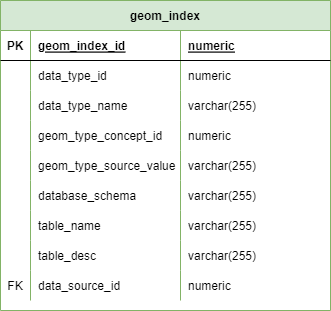 geom_index
PK geom_index_id numeric
data_type_id numeric
data_type_name varchar(255)
geom_type_concept_id numeric
geom_type_source_value varchar(255)
database_schema varchar(255)
table_name varchar(255)
table_desc varchar(255)
FK data_source_id numeric